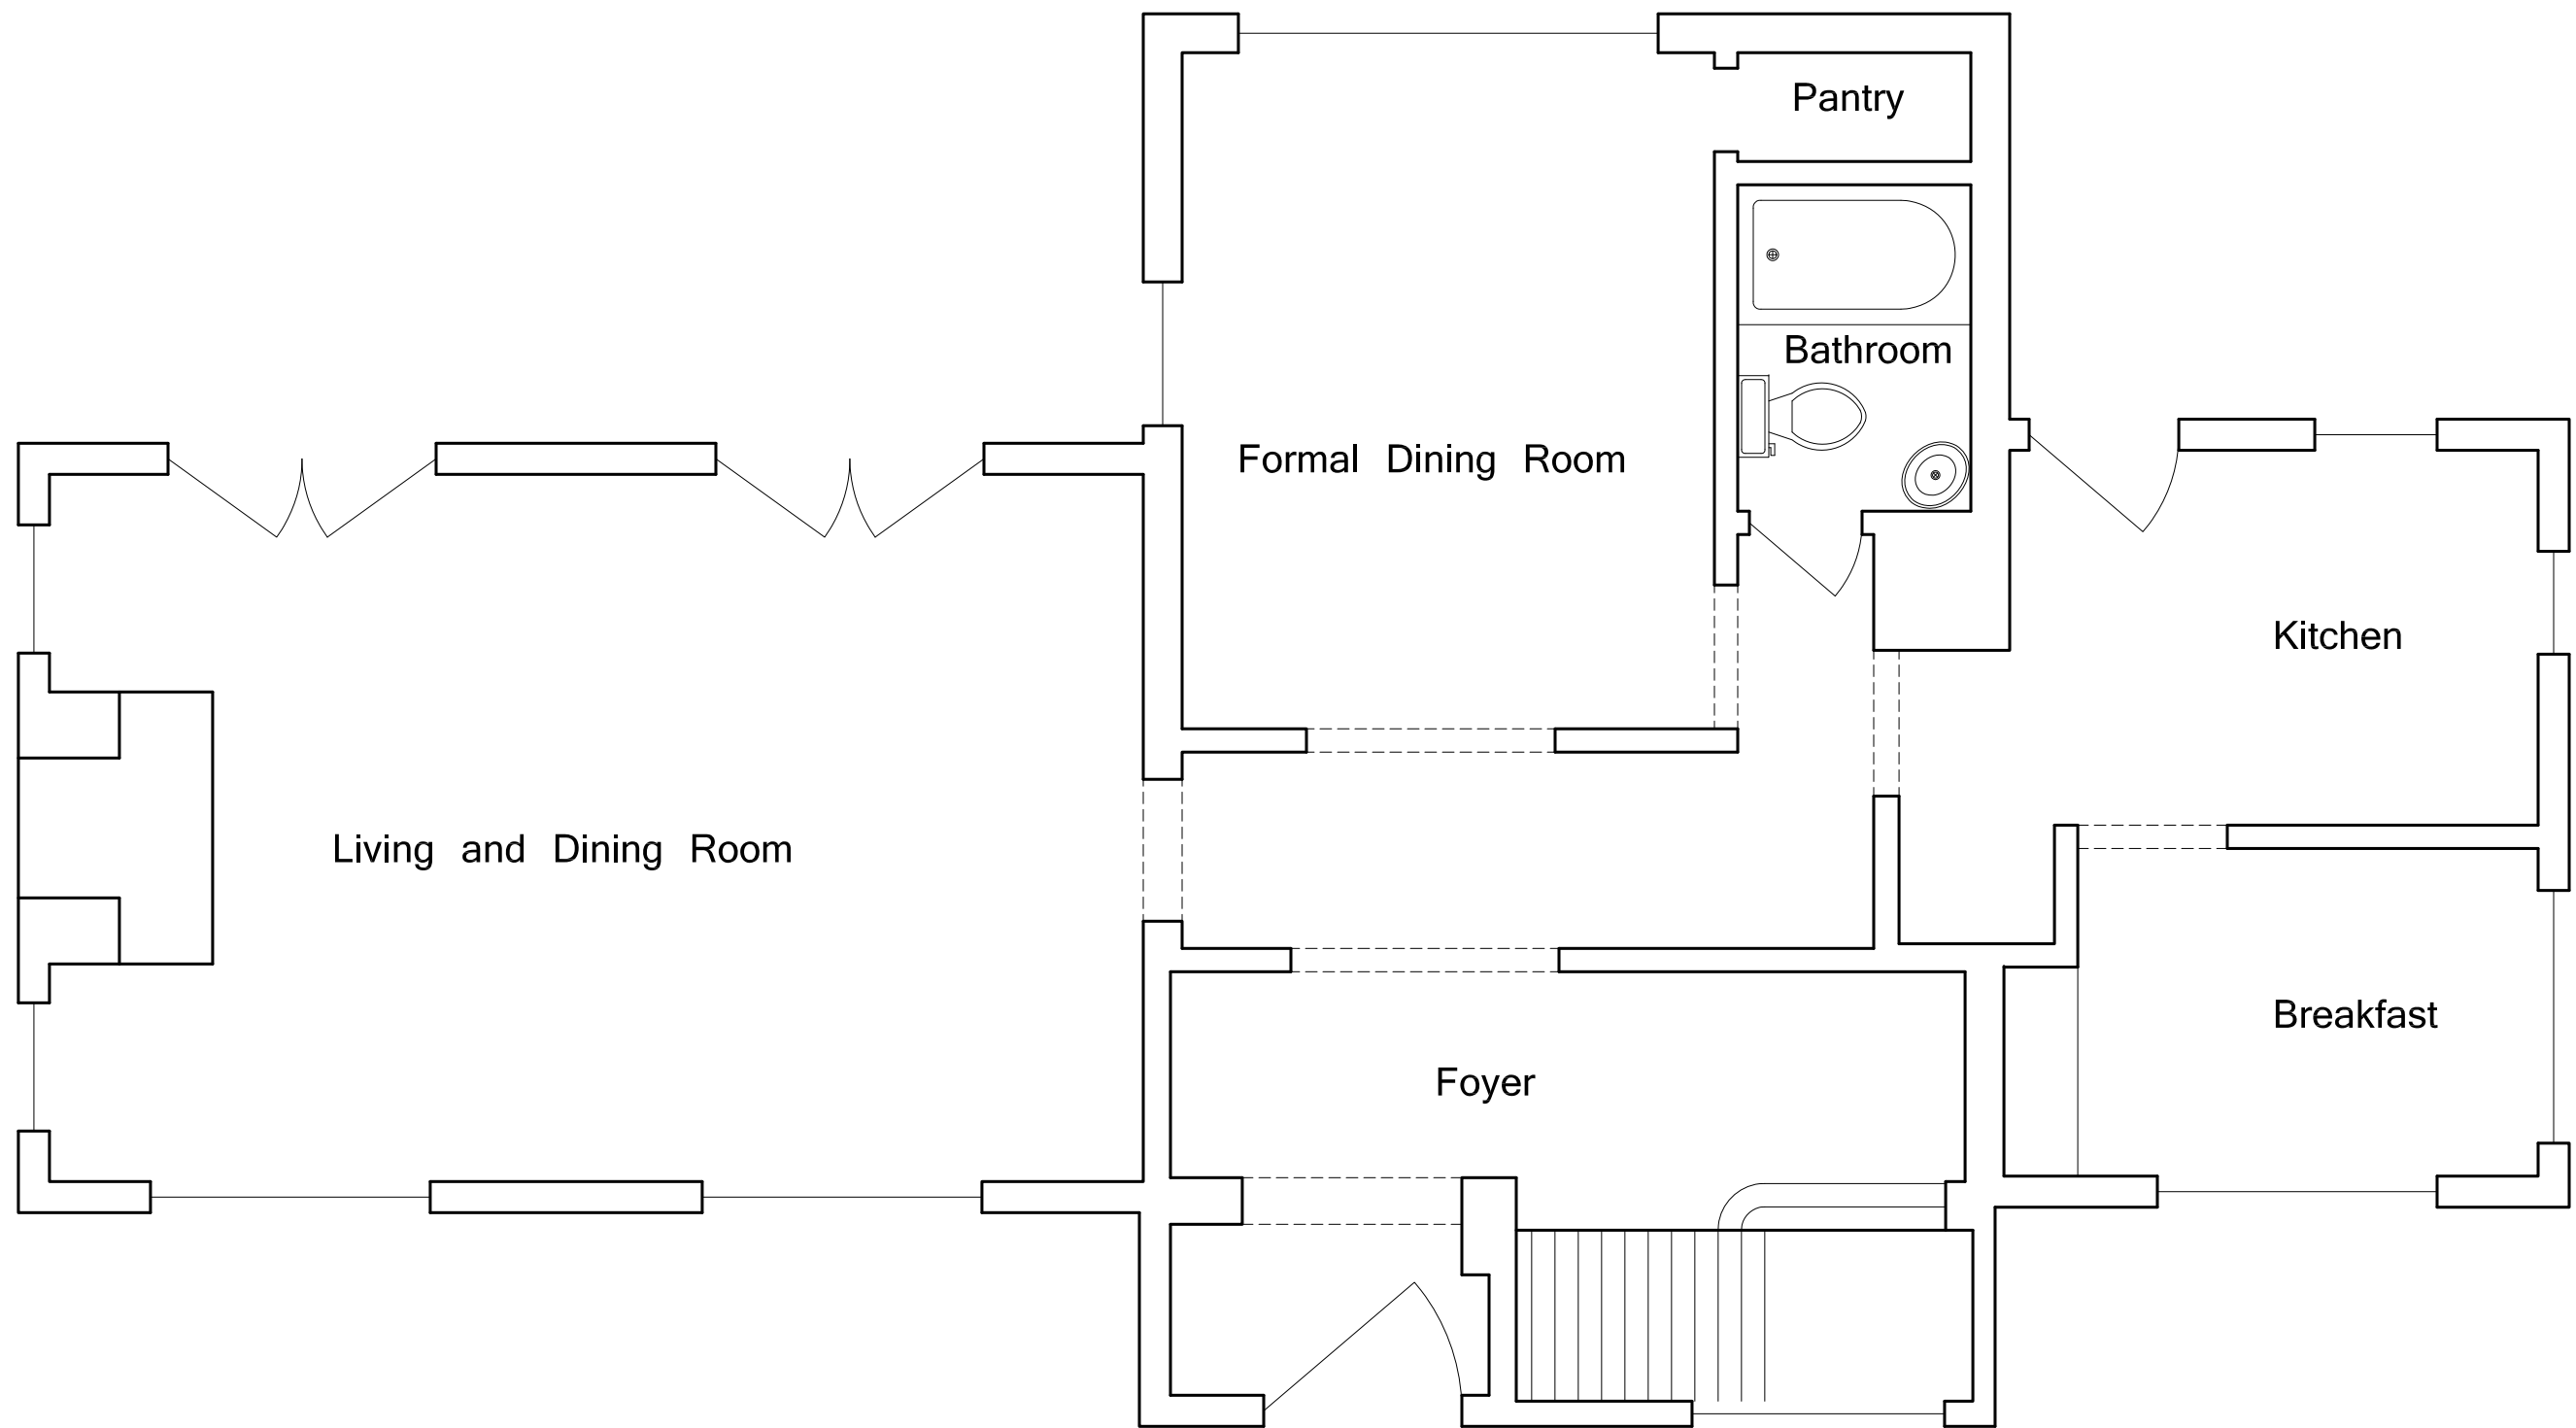 Pantry
Bathroom
Formal Dining Room
Kitchen
Living and Dining Room
Breakfast
Foyer